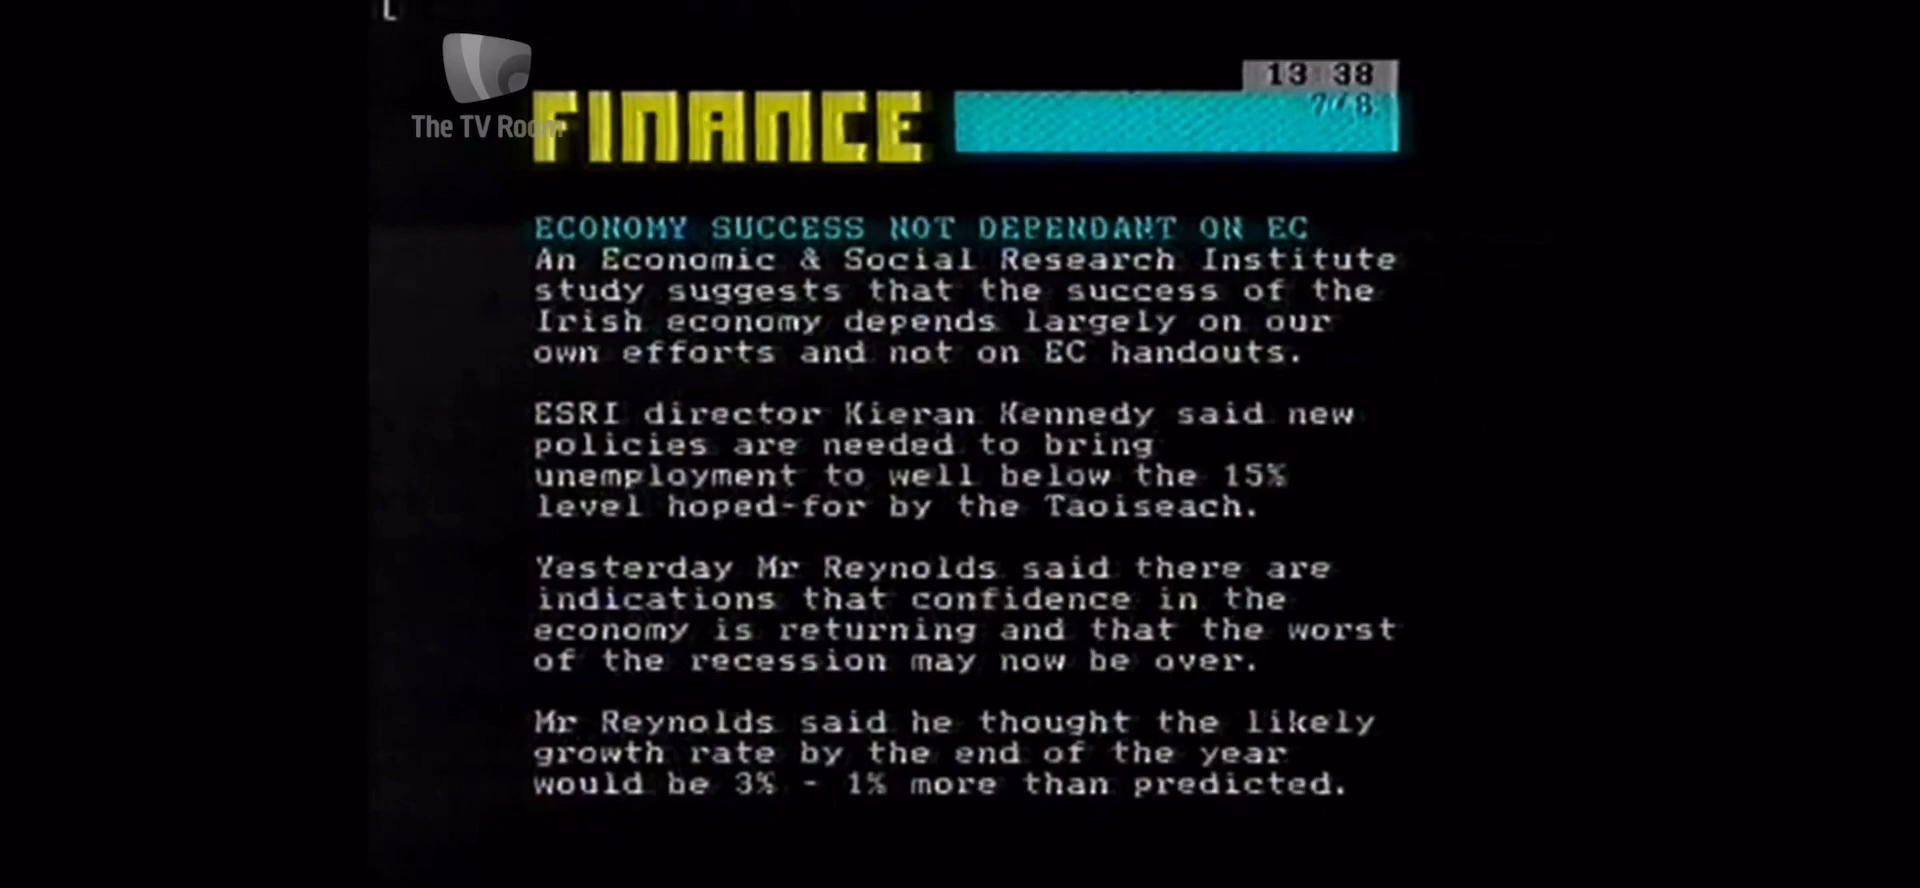 The TV Room
13 38
FINANCE
7/8
ECONOMY SUCCESS NOT DEPENDANT ON EC
An Economic & Social Research Institute
study suggests that the success of the
Irish economy depends largely on our
own efforts and not on EC handouts.
ESRI director Kieran Kennedy said new
policies are needed to bring
unemployment to well below the 15%
level hoped-for by the Taoiseach.
Yesterday Mr Reynolds said there are
indications that confidence in the
economy is returning and that the worst
of the recession may now be over.
Mr Reynolds said he thought the likely
growth rate by the end of the year
would be 3% - 1% more than predicted.